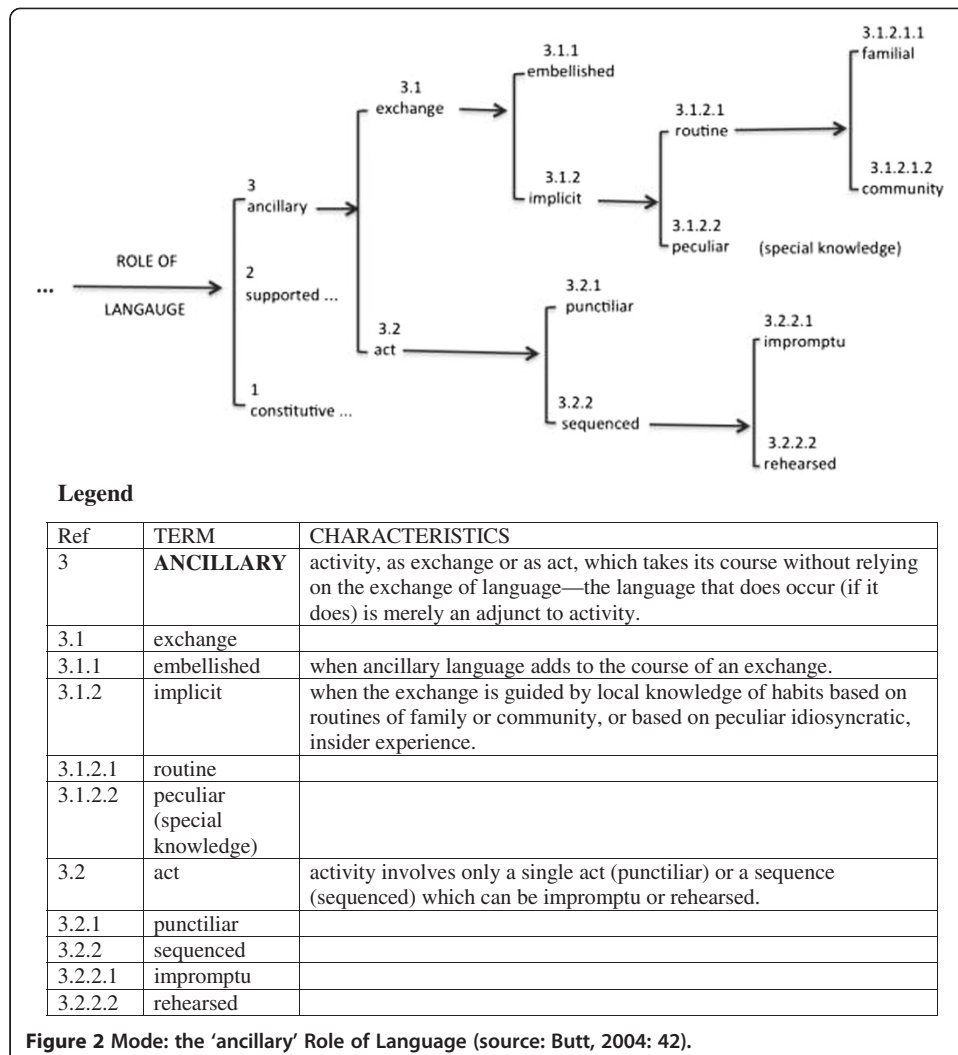 3.1.2.1.1
familial
3.1.1
embellished
3.1
exchange
3.1.2.1
routine
3.1.2
implicit
3.1.2.1.2
community
3
ancillary
3.1.2.2
peculiar (special knowledge)
ROLE OF
...
LANGAUGE
2
supported ...
3.2.1
punctiliar
3.2
act
3.2.2.1
impromptu
1
constitutive ...
3.2.2
sequenced
3.2.2.2
rehearsed
Legend
Ref TERM CHARACTERISTICS
3 ANCILLARY activity, as exchange or as act, which takes its course without relying
on the exchange of language—the language that does occur (if it
does) is merely an adjunct to activity.
3.1 exchange
3.1.1 embellished when ancillary language adds to the course of an exchange.
3.1.2 implicit when the exchange is guided by local knowledge of habits based on
routines of family or community, or based on peculiar idiosyncratic,
insider experience.
3.1.2.1 routine
3.1.2.2 peculiar
(special
knowledge)
3.2 act activity involves only a single act (punctiliar) or a sequence
(sequenced) which can be impromptu or rehearsed.
3.2.1 punctiliar
3.2.2 sequenced
3.2.2.1 impromptu
3.2.2.2 rehearsed
Figure 2 Mode: the ‘ancillary’ Role of Language (source: Butt, 2004: 42).